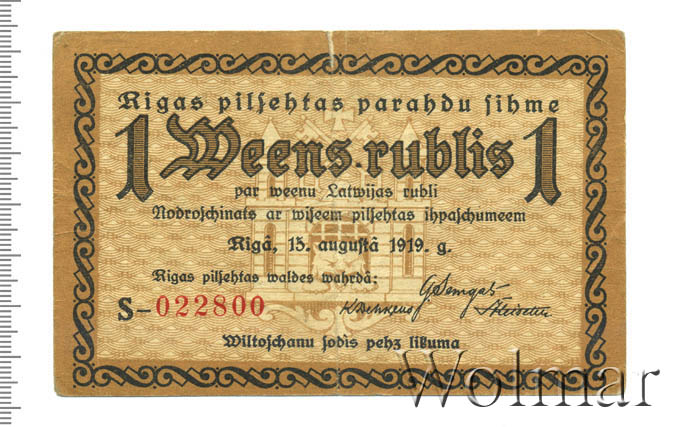 Rigas pilſehtas parahdu ſihme
1 Weens rublis 1
par weenu Latwijas rubli
Nodroſchinats ar wiſeem pilſehtas ihpaſchumeem
Rigâ, 15. auguſtâ 1919. g.
Rigas pilſehtas waldes wahrdâ:
S-022800
Wiltoſchanu ſodis pehz likuma
Wolmar